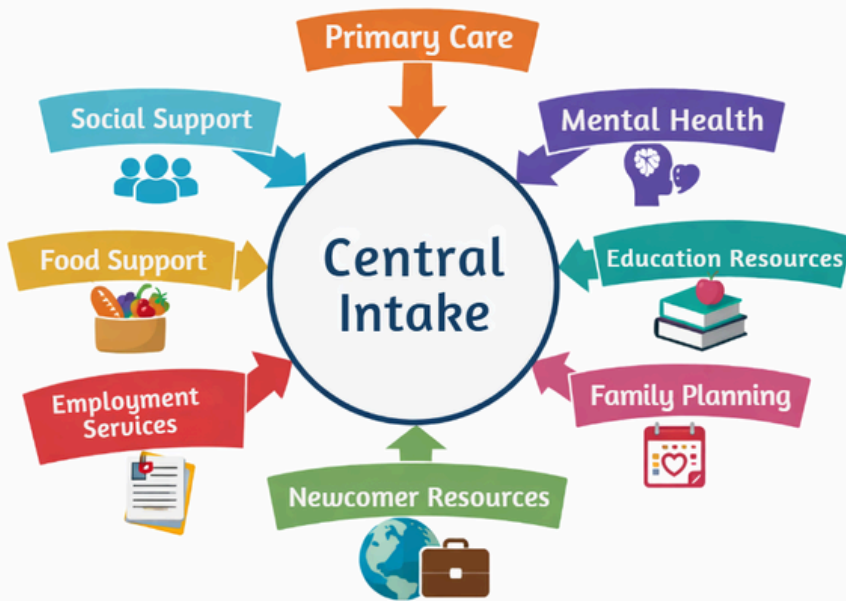 Primary Care
Social Support
Mental Health
Food Support
Central
Intake
Education Resources
Employment
Services
Family Planning
Newcomer Resources